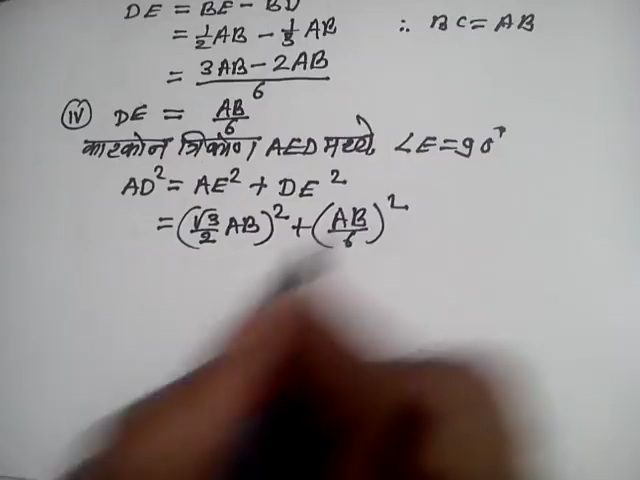 DE = BE - BD
= 1/2 AB - 1/3 AB ∴ BC = AB
= (3AB - 2AB)/6
(iv) DE = AB/6
काटकोन त्रिकोण AED मध्ये, ∠E = 90°
AD² = AE² + DE²
= (√3/2 AB)² + (AB/6)²